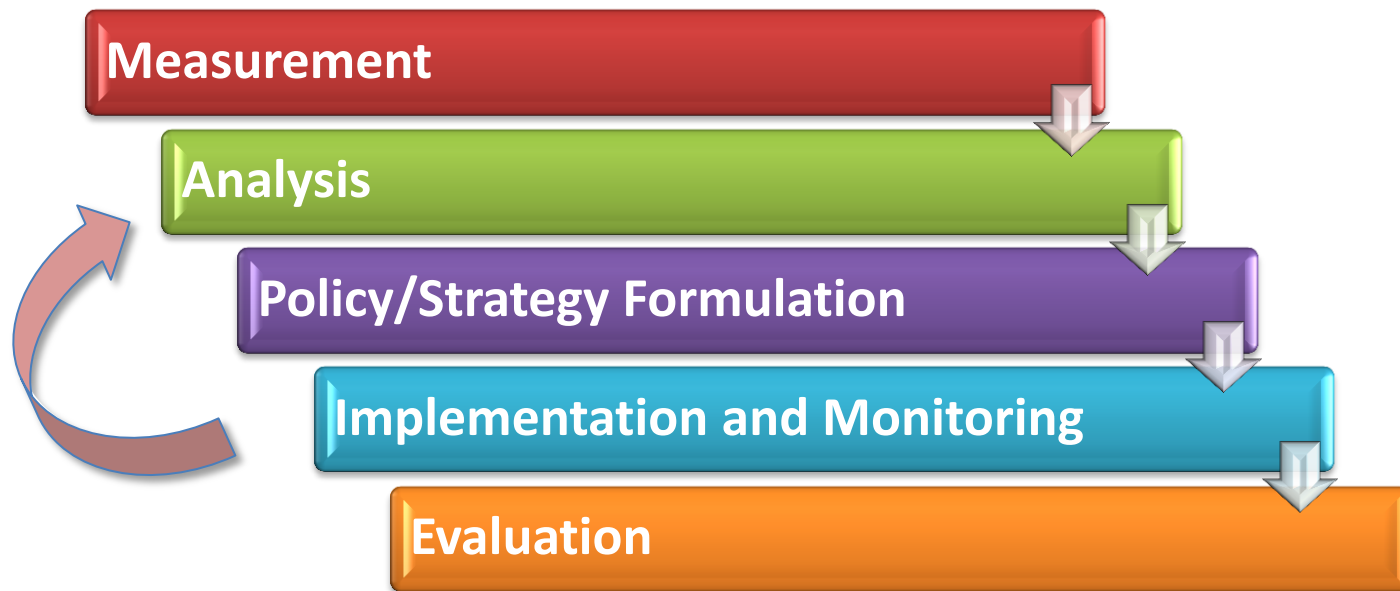 Measurement
Analysis
Policy/Strategy Formulation
Implementation and Monitoring
Evaluation